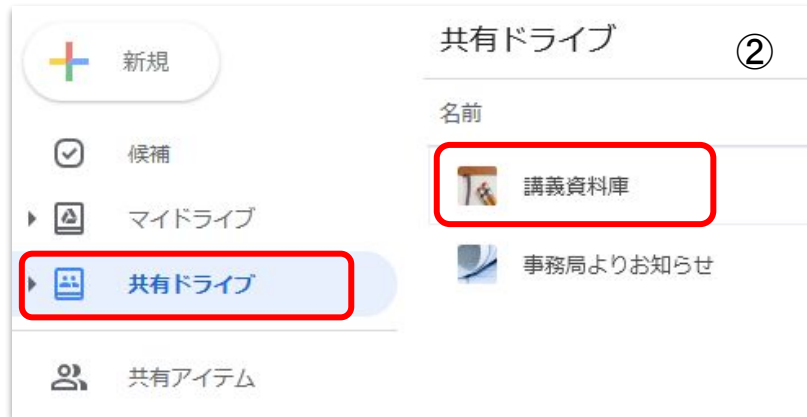 新規
候補
マイドライブ
共有ドライブ
共有アイテム
共有ドライブ
②
名前
講義資料庫
事務局よりお知らせ